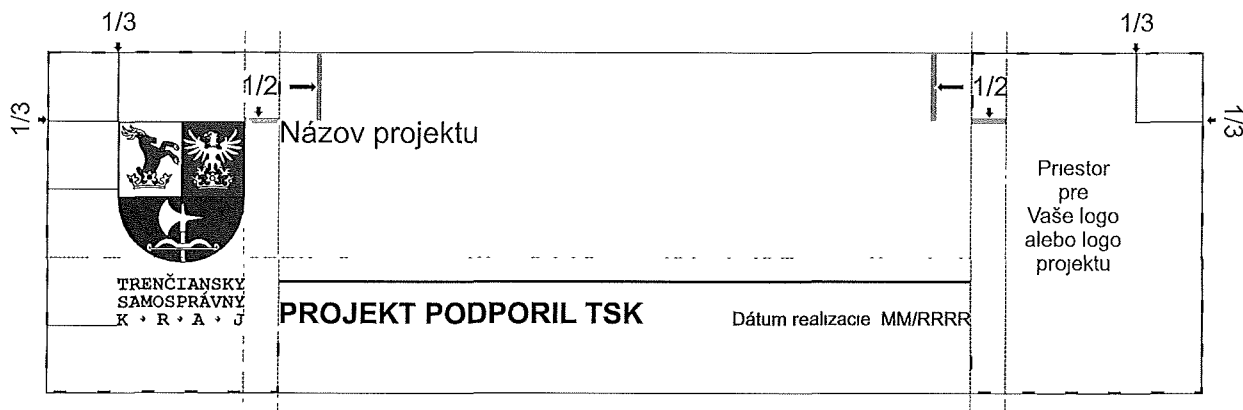 1/3
1/3
1/2
1/2
1/3
1/3
Názov projektu
Priestor
pre
Vaše logo
alebo logo
projektu
TRENČIANSKY
SAMOSPRÁVNY
K • R • A • J
PROJEKT PODPORIL TSK
Dátum realizacie MM/RRRR